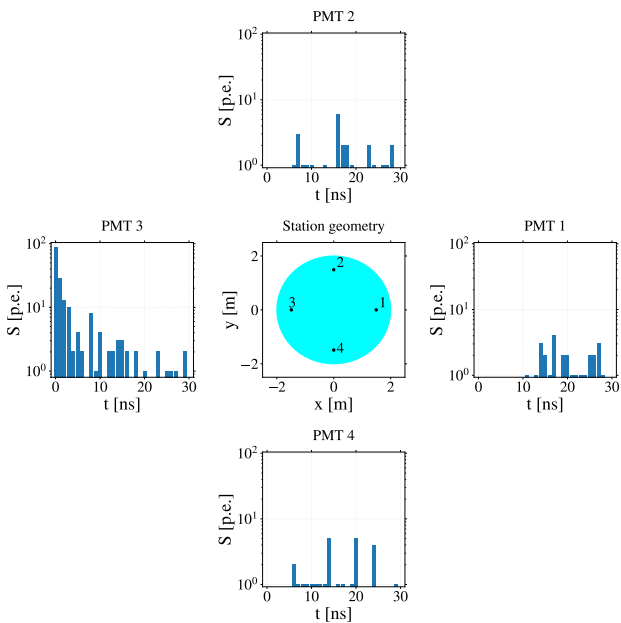 PMT 2
10²
10¹
10⁰
S [p.e.]
0 10 20 30
t [ns]
PMT 3
10²
10¹
10⁰
S [p.e.]
0 10 20 30
t [ns]
Station geometry
2
0
−2
y [m]
2
3 1
4
−2 0 2
x [m]
PMT 1
10²
10¹
10⁰
S [p.e.]
0 10 20 30
t [ns]
PMT 4
10²
10¹
10⁰
S [p.e.]
0 10 20 30
t [ns]